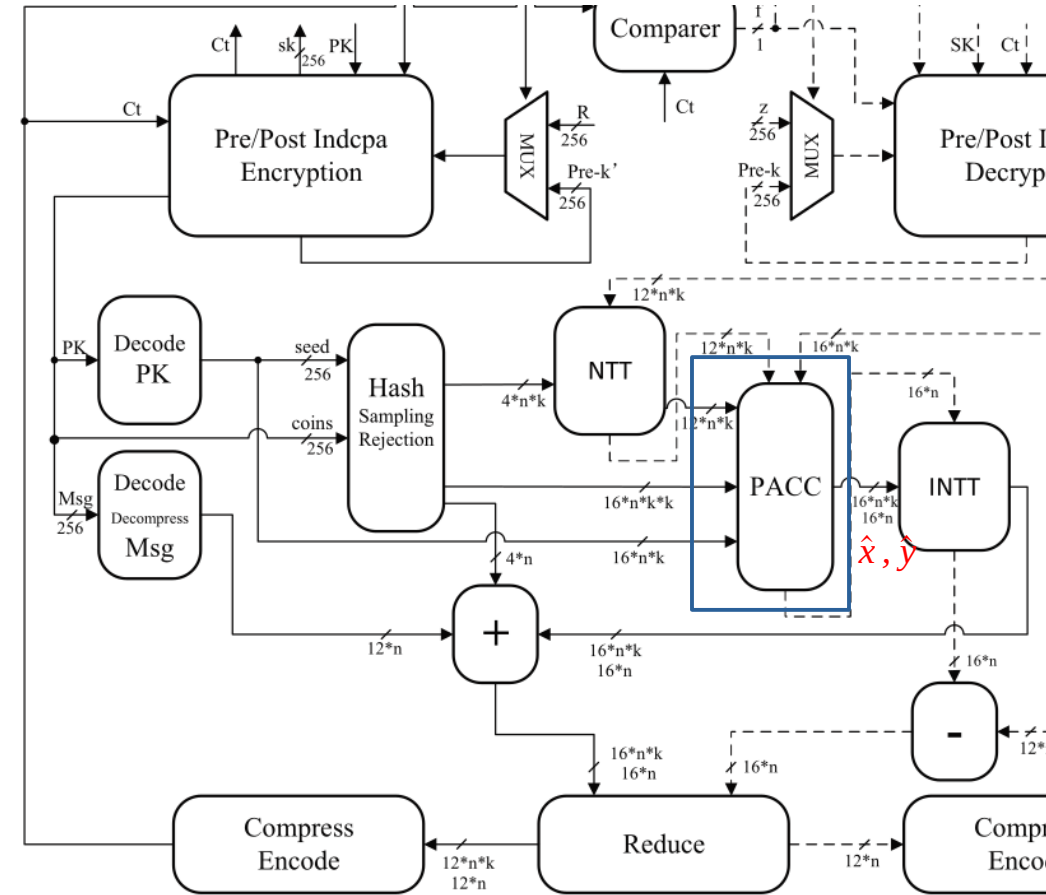 Comparer
f
1
Ct
sk
256
PK
SK
Ct
Ct
Pre/Post Indcpa
Encryption
MUX
R
256
Pre-k’
256
Ct
z
256
Pre-k
256
MUX
Pre/Post I
Decryp
12*n*k
PK
Decode
PK
seed
256
coins
256
Hash
Sampling
Rejection
4*n*k
NTT
12*n*k
16*n*k
12*n*k
16*n
Msg
256
Decode
Decompress
Msg
16*n*k*k
16*n*k
4*n
PACC
16*n*k
16*n
INTT
x̂ , ŷ
12*n
+
16*n*k
16*n
16*n
-
12*
16*n*k
16*n
16*n
Compress
Encode
12*n*k
12*n
Reduce
12*n
Compr
Enco